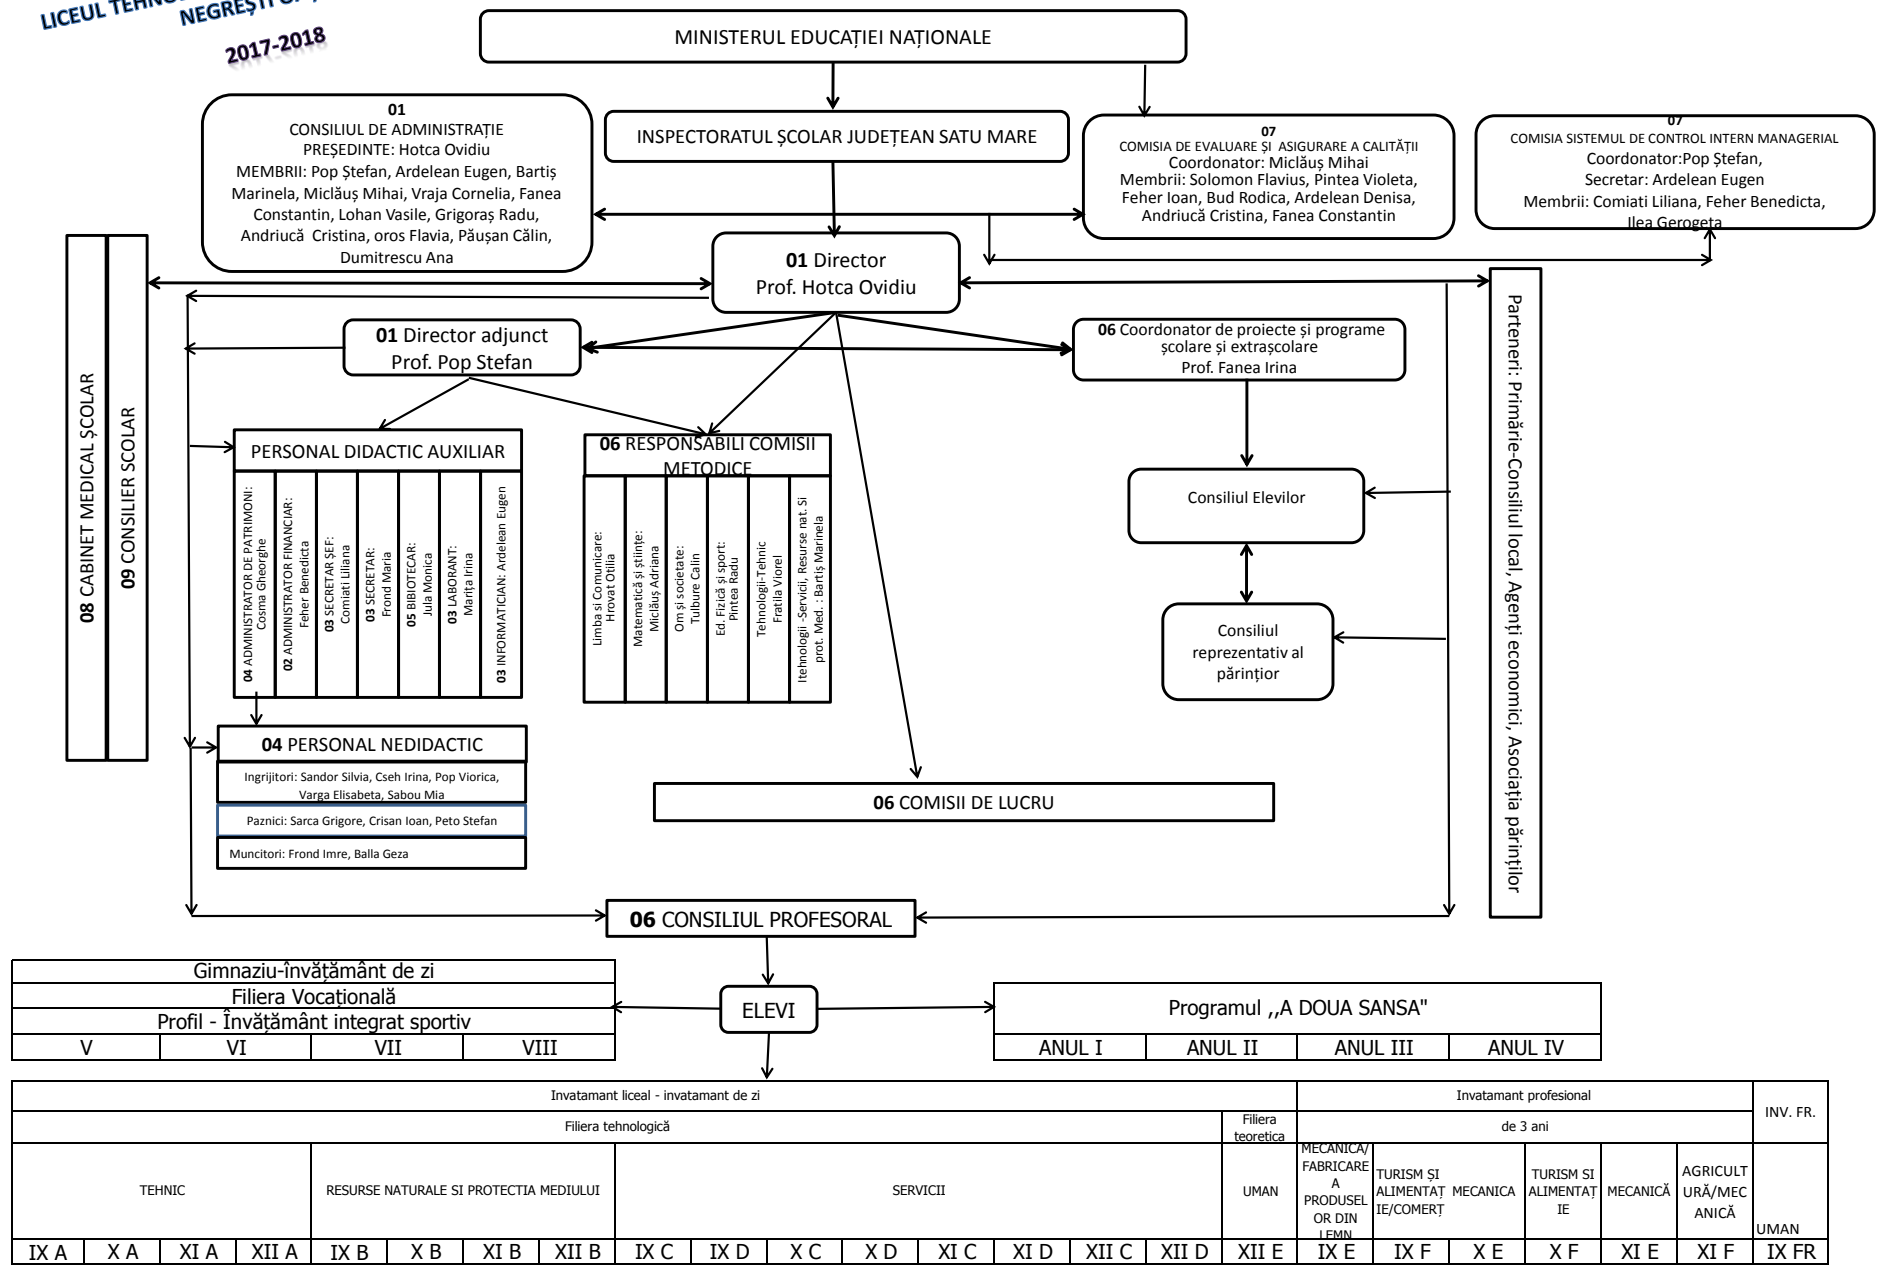 LICEUL
NEGREȘTI
2017-2018
MINISTERUL EDUCAȚIEI NAȚIONALE
INSPECTORATUL ȘCOLAR JUDEȚEAN SATU MARE
01
CONSILIUL DE ADMINISTRAȚIE
PREȘEDINTE: Hotca Ovidiu
MEMBRII: Pop Ștefan, Ardelean Eugen, Bartiș
Marinela, Miclăuș Mihai, Vraja Cornelia, Fanea
Constantin, Lohan Vasile, Grigoraș Radu,
Andriucă Cristina, oros Flavia, Păușan Călin,
Dumitrescu Ana
07
COMISIA DE EVALUARE ȘI ASIGURARE A CALITĂȚII
Coordonator: Miclăuș Mihai
Membrii: Solomon Flavius, Pintea Violeta,
Feher Ioan, Bud Rodica, Ardelean Denisa,
Andriucă Cristina, Fanea Constantin
07
COMISIA SISTEMUL DE CONTROL INTERN MANAGERIAL
Coordonator:Pop Ștefan,
Secretar: Ardelean Eugen
Membrii: Comiati Liliana, Feher Benedicta,
Ilea Gerogeta
01 Director
Prof. Hotca Ovidiu
01 Director adjunct
Prof. Pop Stefan
06 Coordonator de proiecte și programe
școlare și extrașcolare
Prof. Fanea Irina
08 CABINET MEDICAL ȘCOLAR
09 CONSILIER SCOLAR
Parteneri: Primărie-Consiliul local, Agenți economici, Asociația părinților
PERSONAL DIDACTIC AUXILIAR
04 ADMINISTRATOR DE PATRIMONI:
Cosma Gheorghe
02 ADMINISTRATOR FINANCIAR:
Feher Benedicta
03 SECRETAR ȘEF:
Comiati Liliana
03 SECRETAR:
Frond Maria
05 BIBIOTECAR:
Jula Monica
03 LABORANT:
Marița Irina
03 INFORMATICIAN: Ardelean Eugen
06 RESPONSABILI COMISII
METODICE
Limba si Comunicare:
Hrovat Otilia
Matematică și științe:
Miclăuș Adriana
Om și societate:
Tulbure Calin
Ed. Fizică și sport:
Pintea Radu
Tehnologii-Tehnic
Fratila Viorel
Itehnologii -Servicii, Resurse nat. Si
prot. Med. : Bartiș Marinela
Consiliul Elevilor
Consiliul
reprezentativ al
părințior
04 PERSONAL NEDIDACTIC
Ingrijitori: Sandor Silvia, Cseh Irina, Pop Viorica,
Varga Elisabeta, Sabou Mia
Paznici: Sarca Grigore, Crisan Ioan, Peto Stefan
Muncitori: Frond Imre, Balla Geza
06 COMISII DE LUCRU
06 CONSILIUL PROFESORAL
ELEVI
Gimnaziu-învățământ de zi
Filiera Vocațională
Profil - Învățământ integrat sportiv
V VI VII VIII
Programul ,,A DOUA SANSA"
ANUL I ANUL II ANUL III ANUL IV
Invatamant liceal - invatamant de zi
Invatamant profesional
INV. FR.
Filiera tehnologică
Filiera
teoretica
de 3 ani
TEHNIC
RESURSE NATURALE SI PROTECTIA MEDIULUI
SERVICII
UMAN
MECANICA/
FABRICARE
A
PRODUSEL
OR DIN
LEMN
TURISM ȘI
ALIMENTAȚ
IE/COMERȚ
MECANICA
TURISM SI
ALIMENTAȚ
IE
MECANICĂ
AGRICULT
URĂ/MEC
ANICĂ
UMAN
IX A X A XI A XII A IX B X B XI B XII B IX C IX D X C X D XI C XI D XII C XII D XII E IX E IX F X E X F XI E XI F IX FR